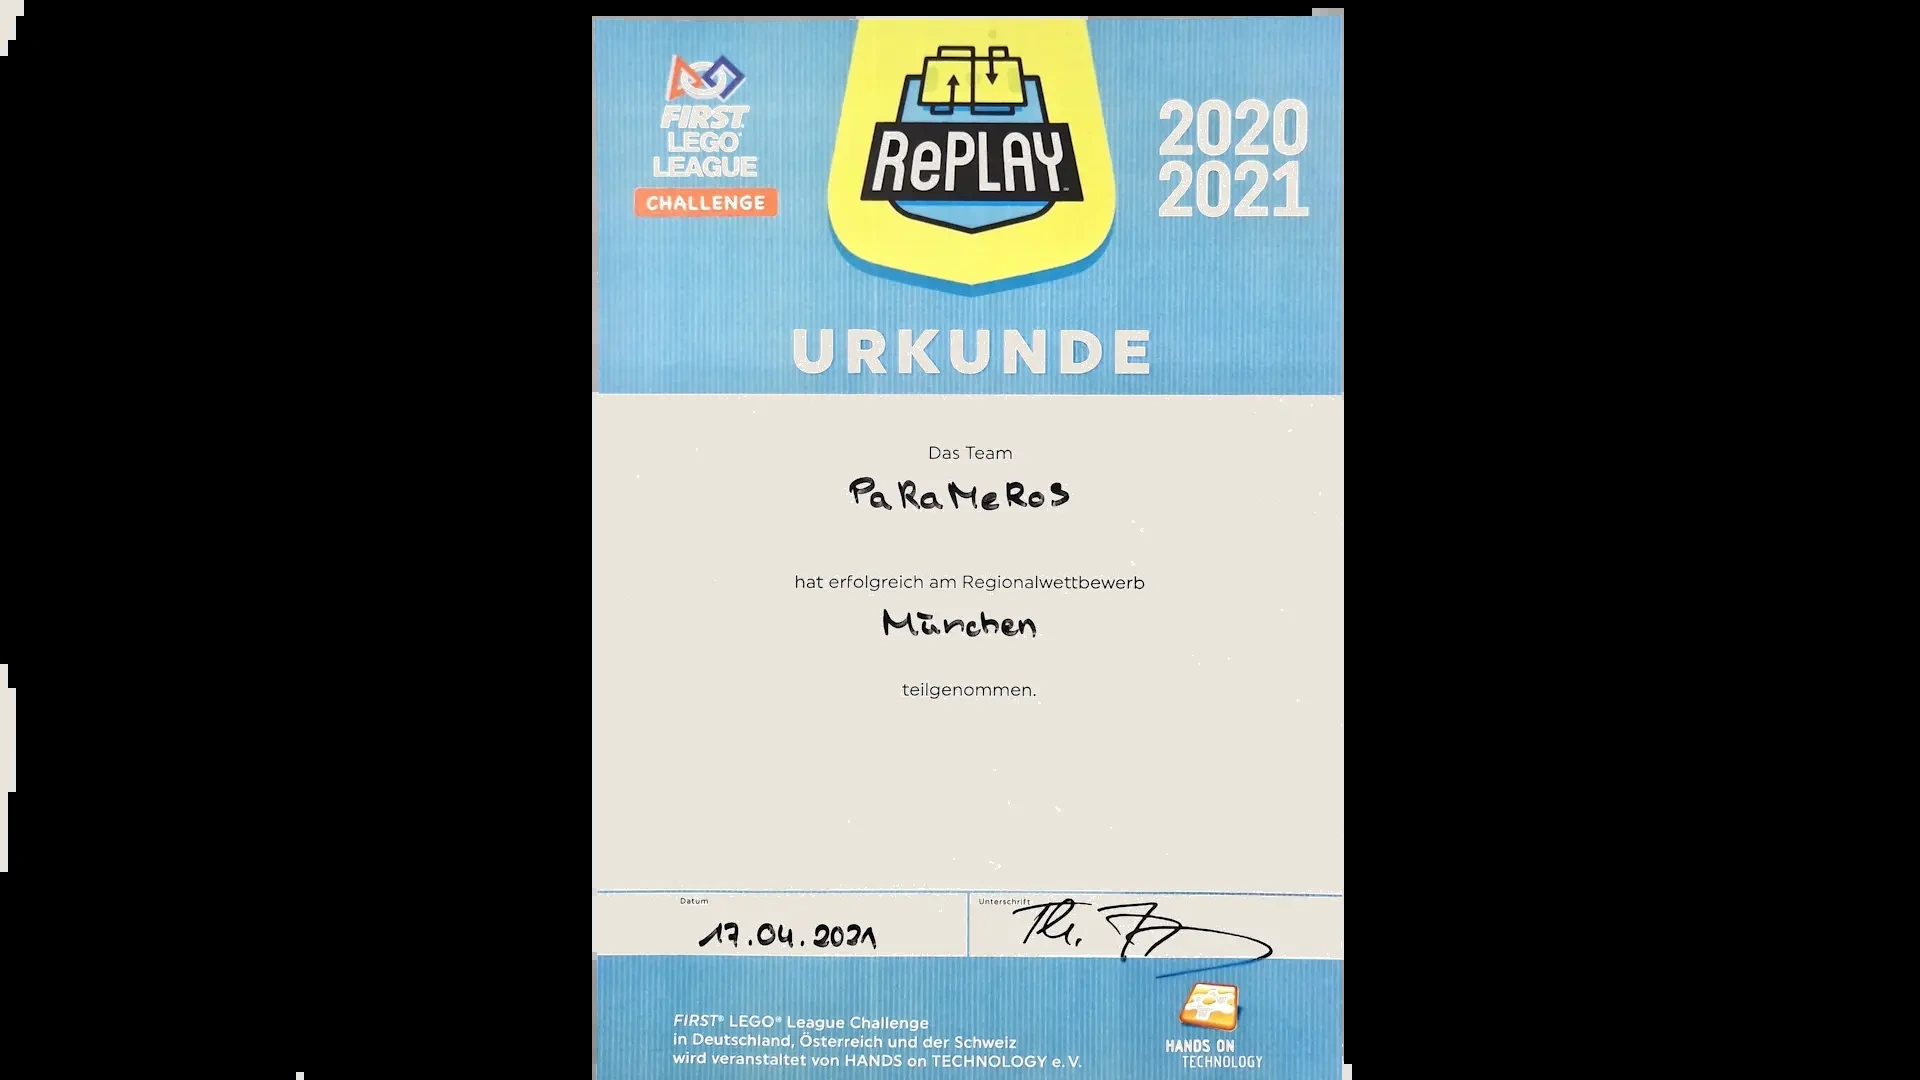 FIRST
LEGO
LEAGUE
CHALLENGE
RePLAY
2020
2021
URKUNDE
Das Team
PaRaMeRoS
hat erfolgreich am Regionalwettbewerb
München
teilgenommen.
Datum
17.04.2021
Unterschrift
FIRST® LEGO® League Challenge
in Deutschland, Österreich und der Schweiz
wird veranstaltet von HANDS on TECHNOLOGY e. V.
HANDS ON
TECHNOLOGY